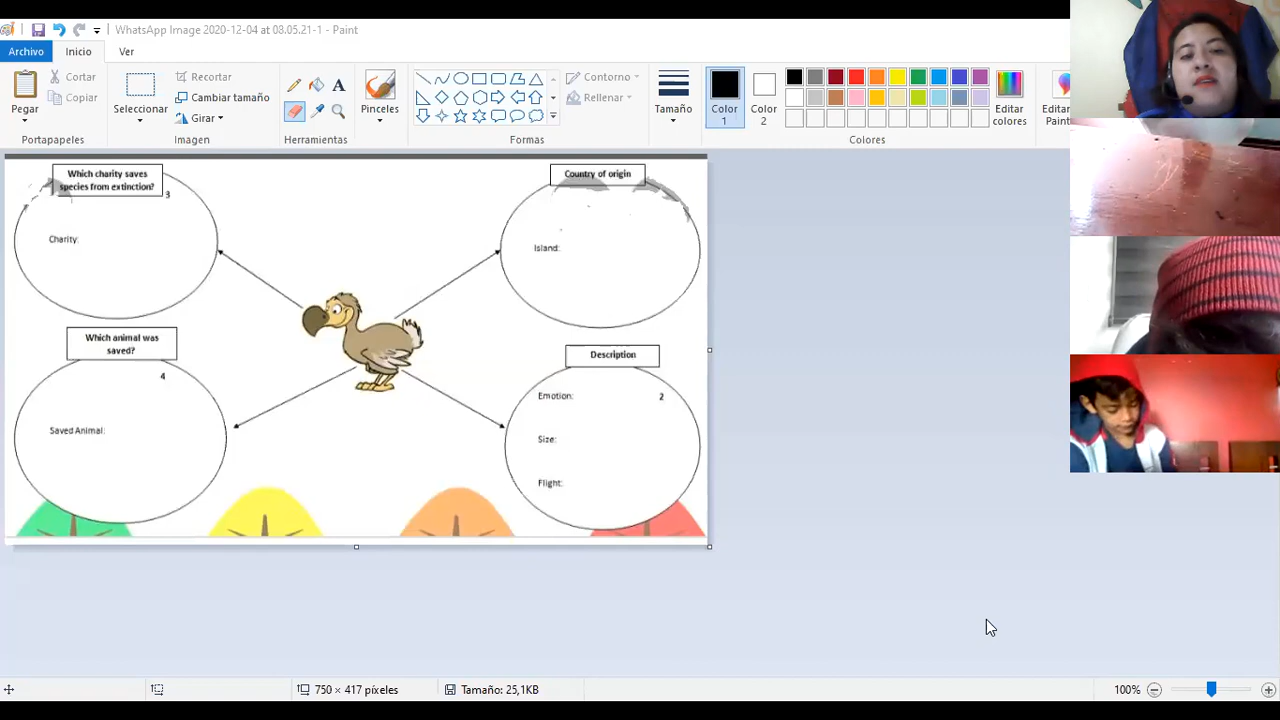 WhatsApp Image 2020-12-04 at 08.05.21-1 - Paint
Archivo Inicio Ver
Pegar
Cortar
Copiar
Portapapeles
Seleccionar
Recortar
Cambiar tamaño
Girar
Imagen
A
Herramientas
Pinceles
Contorno
Rellenar
Formas
Tamaño
Color 1
Color 2
Editar colores
Editar
Paint
Colores
Which charity saves
species from extinction?
3
Charity:
Country of origin
Island:
Which animal was
saved?
4
Saved Animal:
Description
Emotion: 2
Size:
Flight:
750 × 417 píxeles
Tamaño: 25,1KB
100%